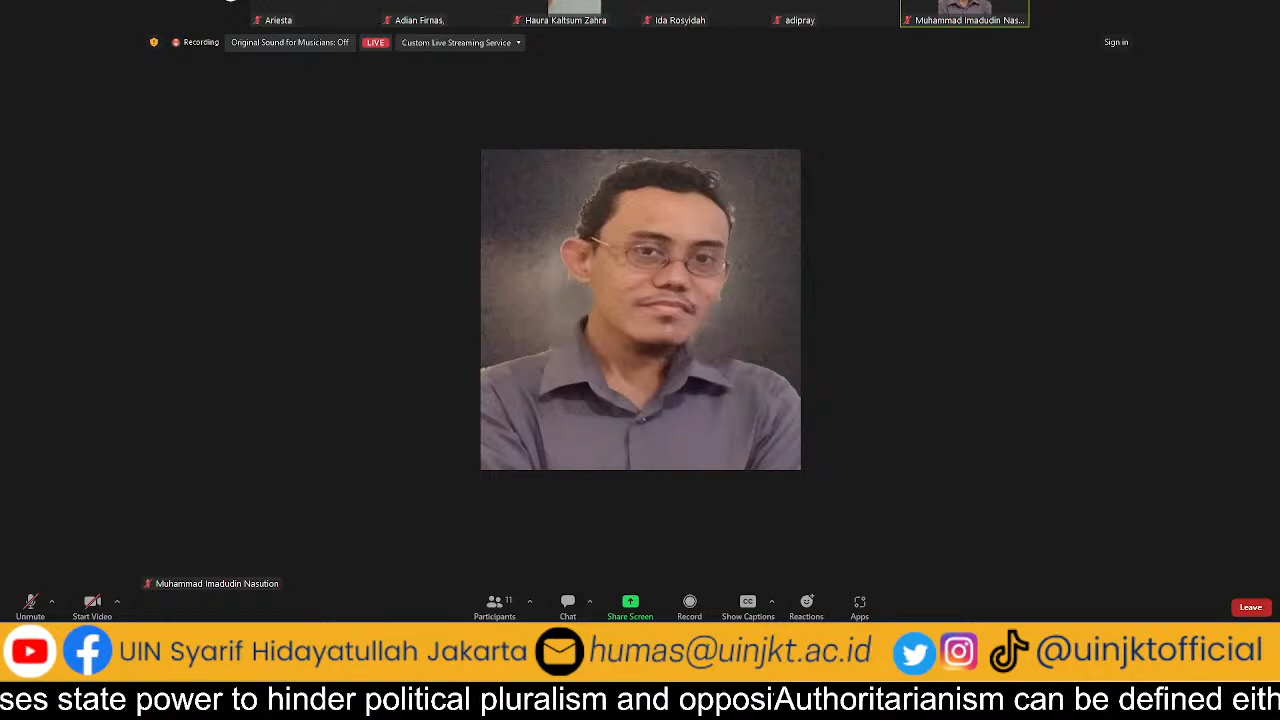 Ariesta
Adian Firnas,
Haura Kaltsum Zahra
Ida Rosyidah
adipray
Muhammad Imadudin Nas...
Recording
Original Sound for Musicians: Off
LIVE
Custom Live Streaming Service
Sign in
Muhammad Imadudin Nasution
Unmute
Start Video
11
Participants
Chat
Share Screen
Record
CC
Show Captions
Reactions
Apps
Leave
UIN Syarif Hidayatullah Jakarta
humas@uinjkt.ac.id
@uinjktofficial
ses state power to hinder political pluralism and opposiAuthoritarianism can be defined eith